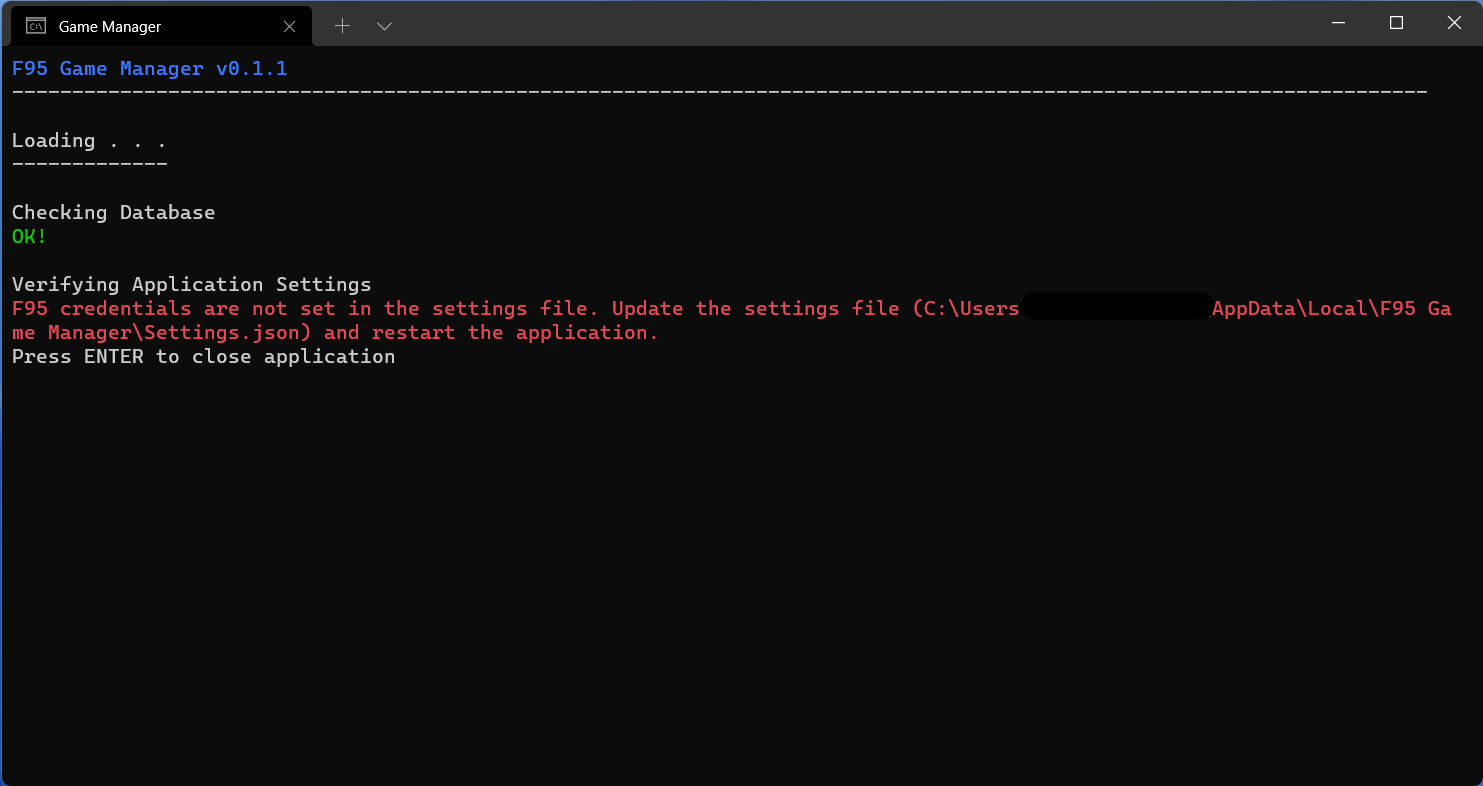 Game Manager
F95 Game Manager v0.1.1
----------------------------------------------------------------------------------------------------------------------
Loading . . .
-------------
Checking Database
OK!
Verifying Application Settings
F95 credentials are not set in the settings file. Update the settings file (C:\Users AppData\Local\F95 Ga
me Manager\Settings.json) and restart the application.
Press ENTER to close application